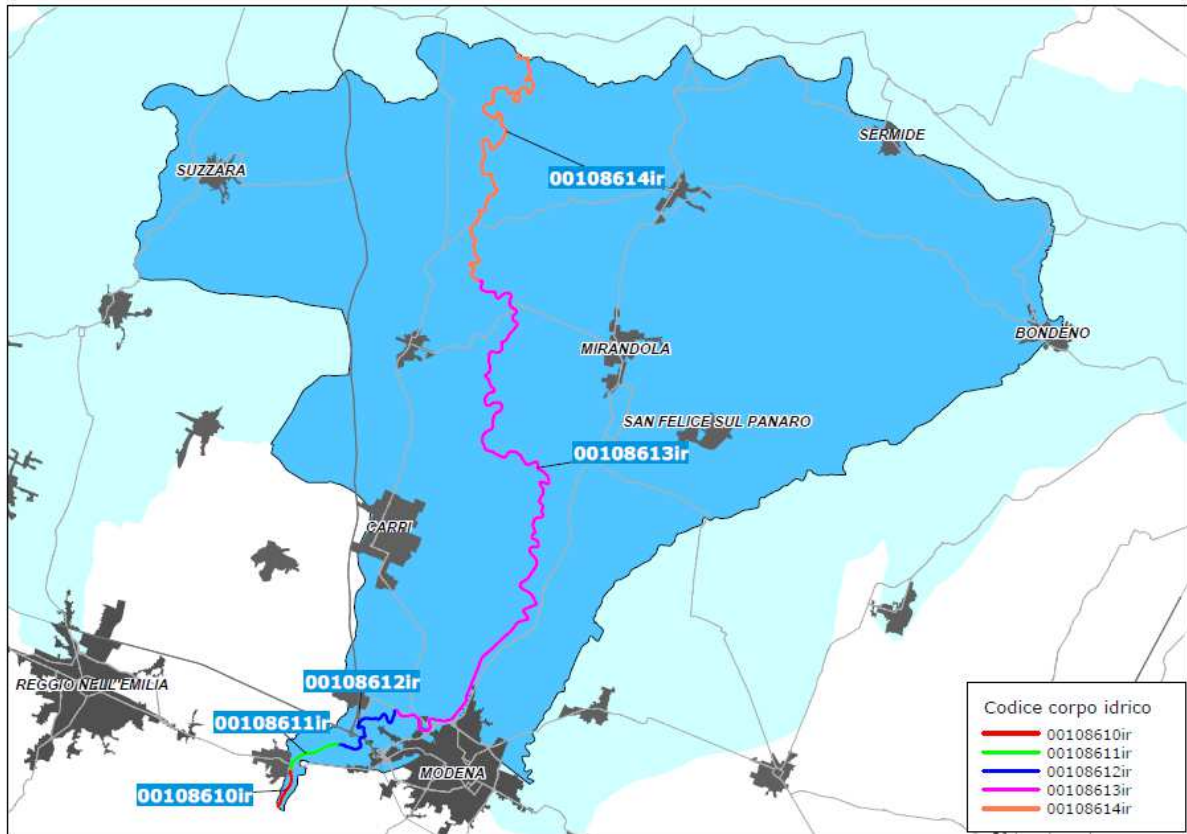 SERMIDE
SUZZARA
00108614ir
BONDENO
MIRANDOLA
SAN FELICE SUL PANARO
00108613ir
CARRI
00108612ir
REGGIO NELL'EMILIA
00108611ir
MODENA
00108610ir
Codice corpo idrico
00108610ir
00108611ir
00108612ir
00108613ir
00108614ir